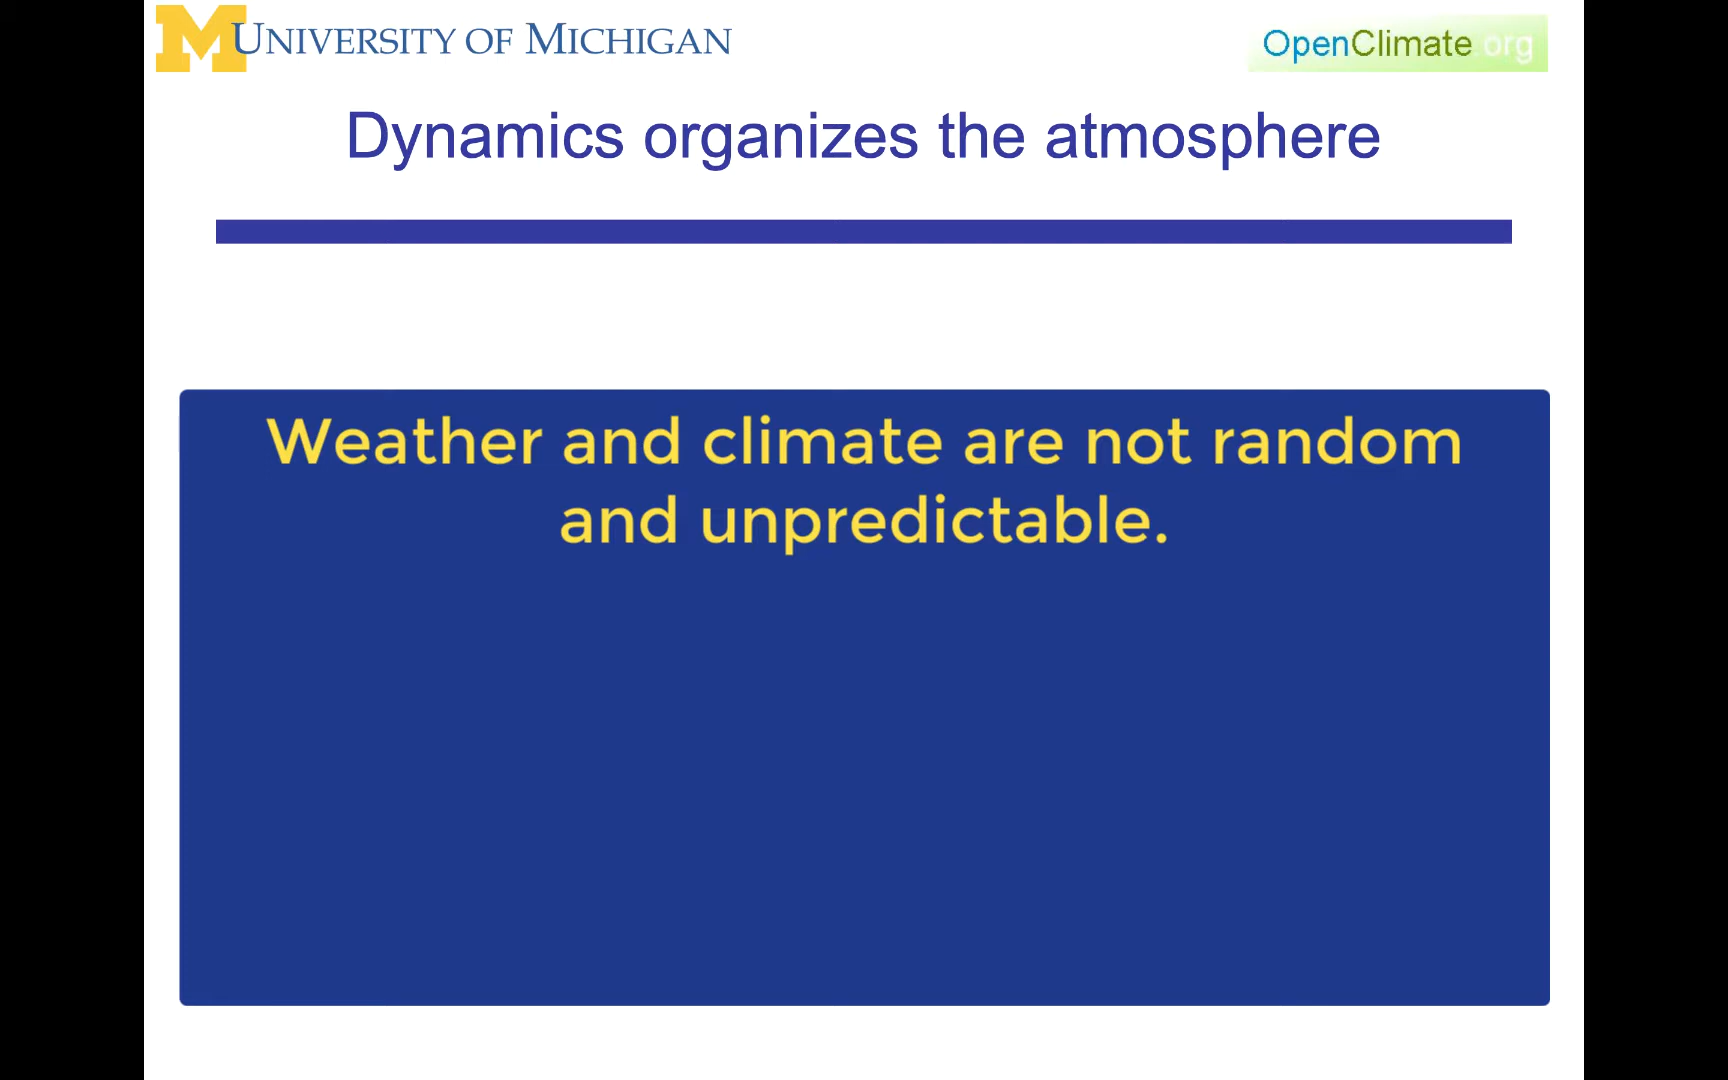 M UNIVERSITY OF MICHIGAN
OpenClimate.org
Dynamics organizes the atmosphere
Weather and climate are not random
and unpredictable.